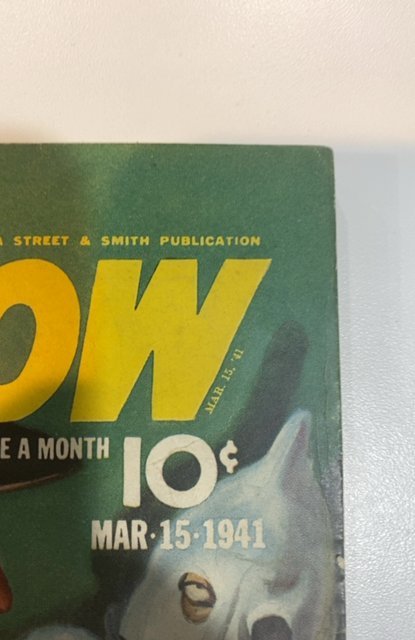 A STREET & SMITH PUBLICATION
OW
MAR. 15, '41
E A MONTH
10¢
MAR·15·1941